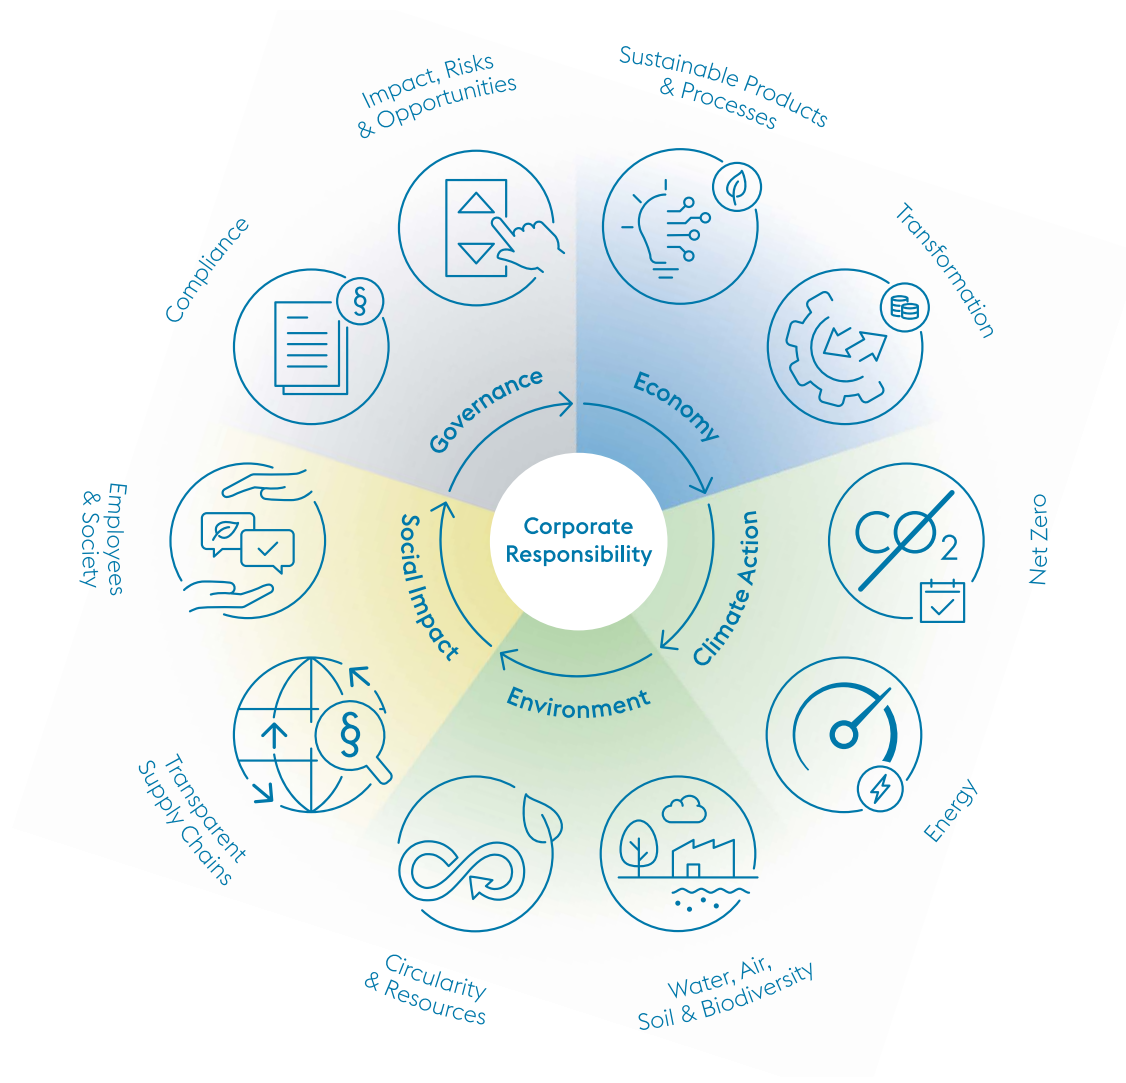 Impact, Risks
& Opportunities
Sustainable Products
& Processes
Compliance
§
Transformation
Governance
Economy
Employees
& Society
Social Impact
Corporate
Responsibility
Climate Action
CO2
Net Zero
Environment
Transparent
Supply Chains
§
Energy
Circularity
& Resources
Water, Air,
Soil & Biodiversity